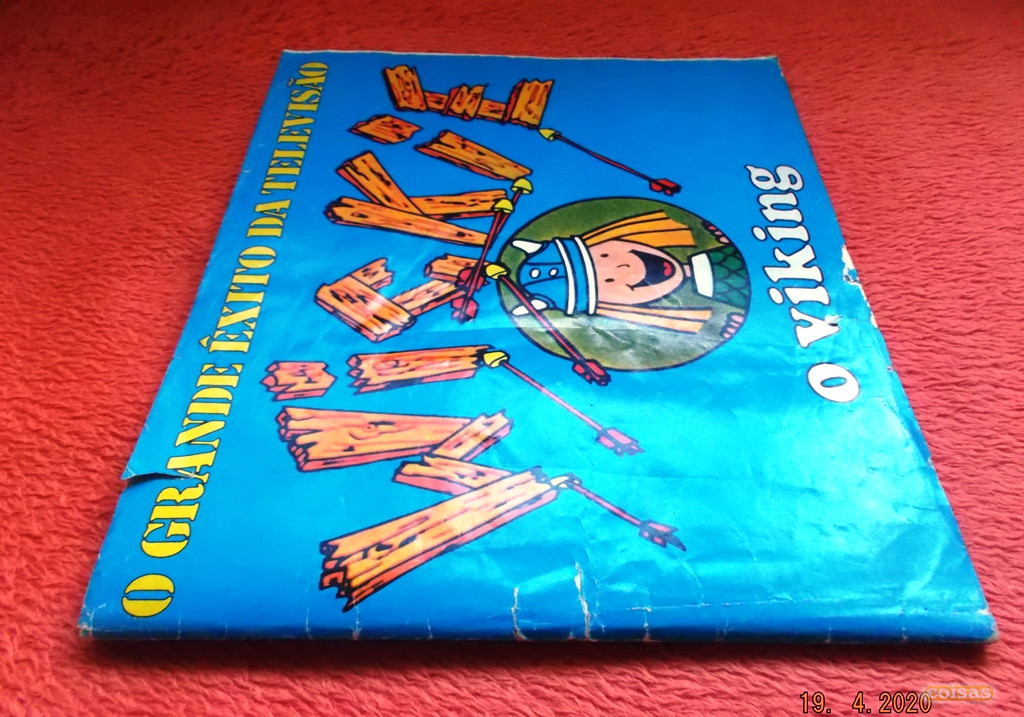 O GRANDE ÊXITO DA TELEVISÃO
VicKiE
o viking
19. 4.2020
coisas